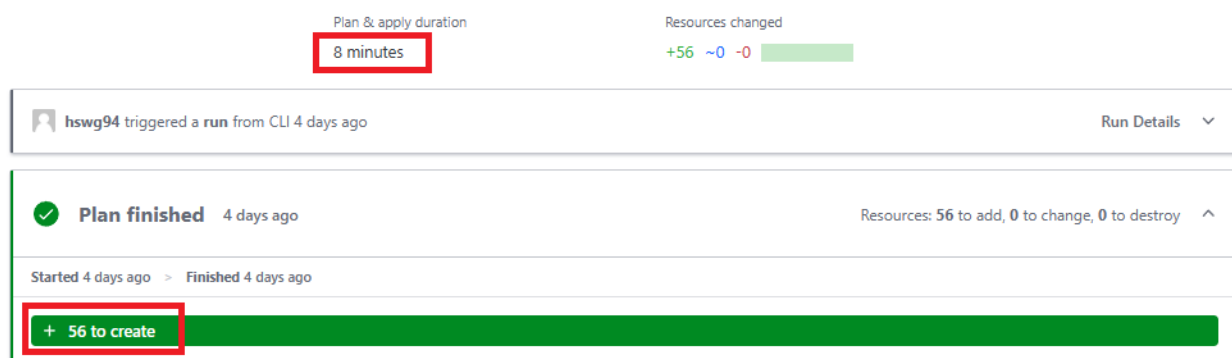 Plan & apply duration
Resources changed
8 minutes
+56 ~0 -0
hswg94 triggered a run from CLI 4 days ago
Run Details
Plan finished 4 days ago
Resources: 56 to add, 0 to change, 0 to destroy
Started 4 days ago > Finished 4 days ago
+ 56 to create